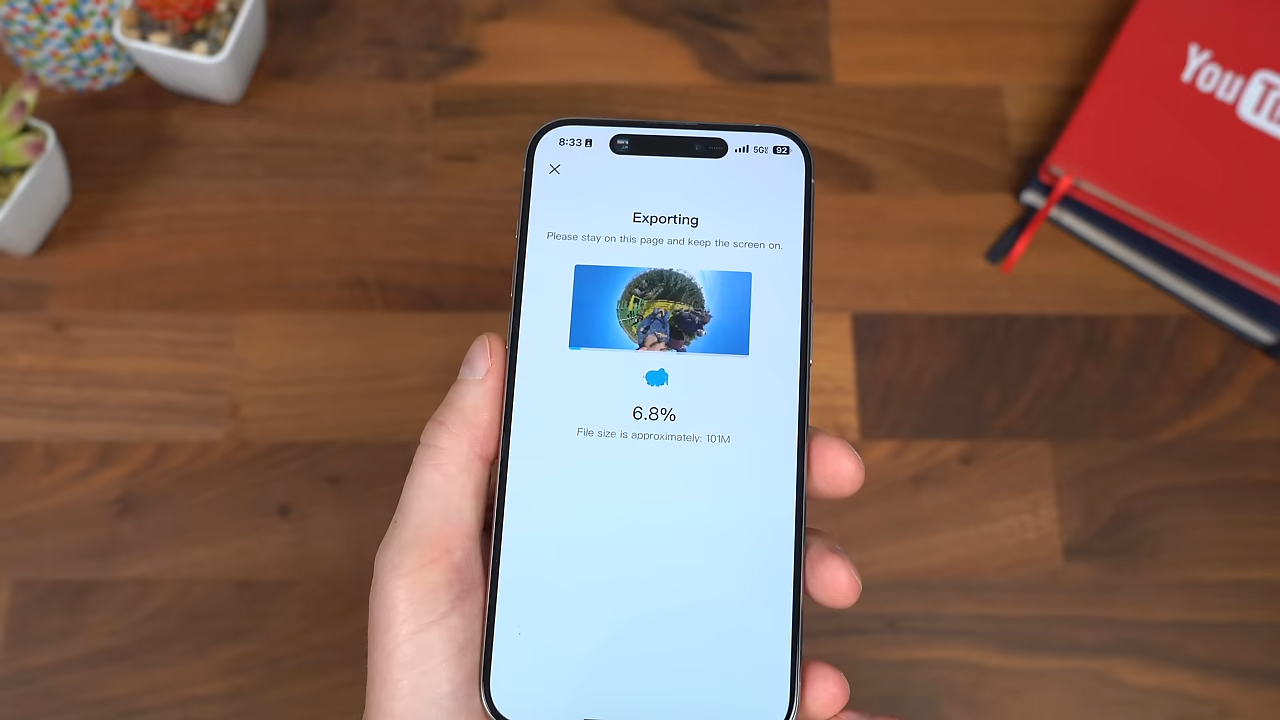 8:33
5G
92
Exporting
Please stay on this page and keep the screen on.
6.8%
File size is approximately: 101M
You